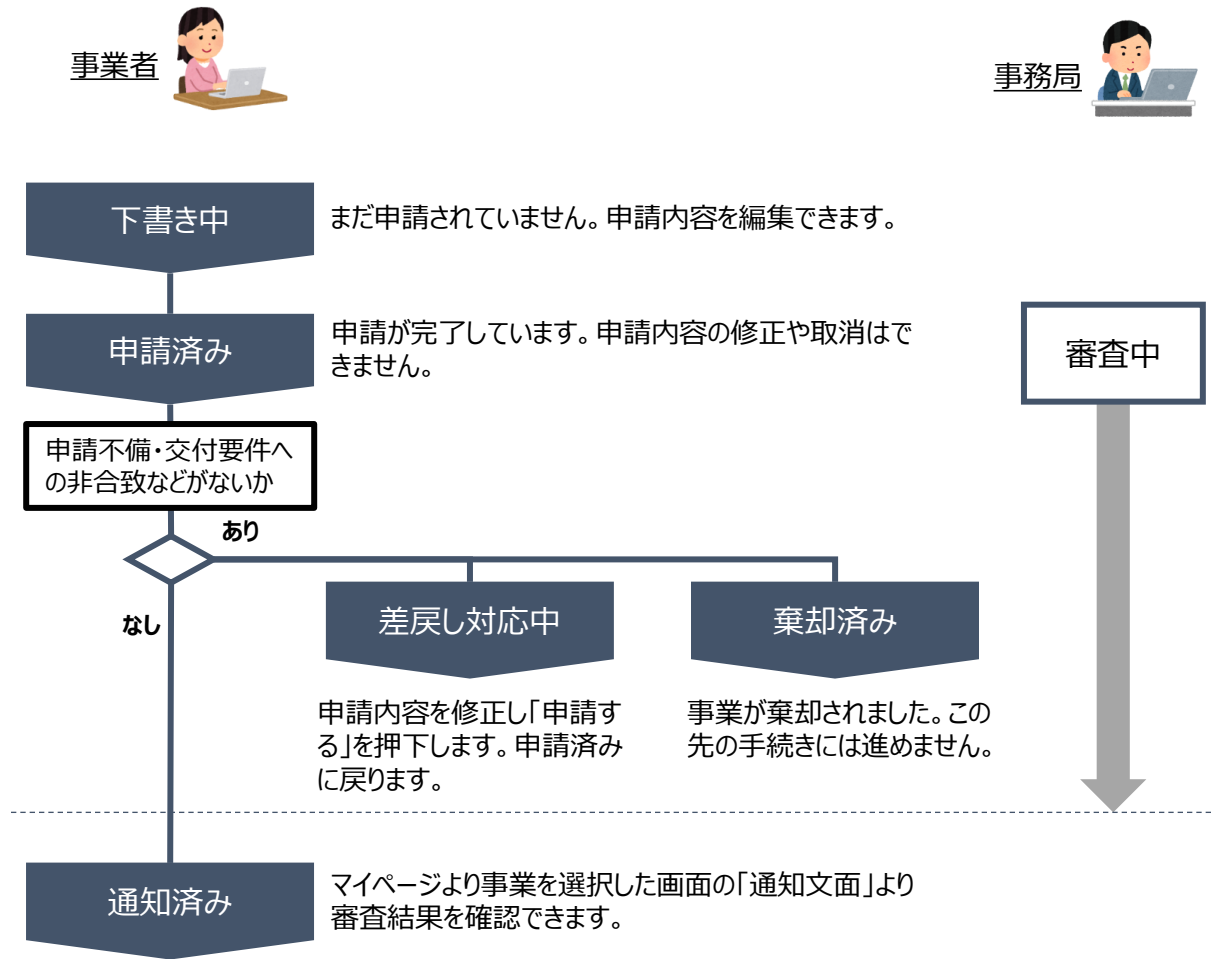 事業者
事務局
下書き中
まだ申請されていません。申請内容を編集できます。
申請済み
申請が完了しています。申請内容の修正や取消はで
きません。
審査中
申請不備・交付要件へ
の非合致などがないか
あり
なし
差戻し対応中
棄却済み
申請内容を修正し「申請す
る」を押下します。申請済み
に戻ります。
事業が棄却されました。この
先の手続きには進めません。
通知済み
マイページより事業を選択した画面の「通知文面」より
審査結果を確認できます。